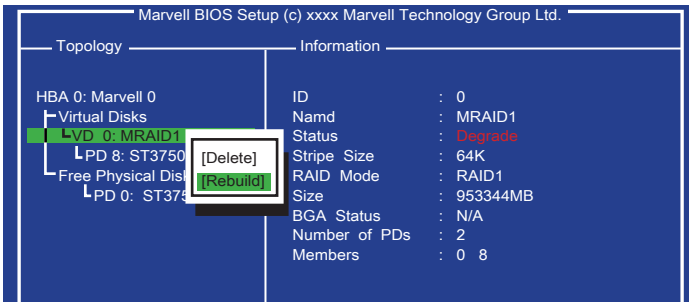 Marvell BIOS Setup (c) xxxx Marvell Technology Group Ltd.
Topology
HBA 0: Marvell 0
Virtual Disks
VD 0: MRAID1
PD 8: ST3750
Free Physical Dis
PD 0: ST375
[Delete]
[Rebuild]
Information
ID : 0
Namd : MRAID1
Status : Degrade
Stripe Size : 64K
RAID Mode : RAID1
Size : 953344MB
BGA Status : N/A
Number of PDs : 2
Members : 0 8